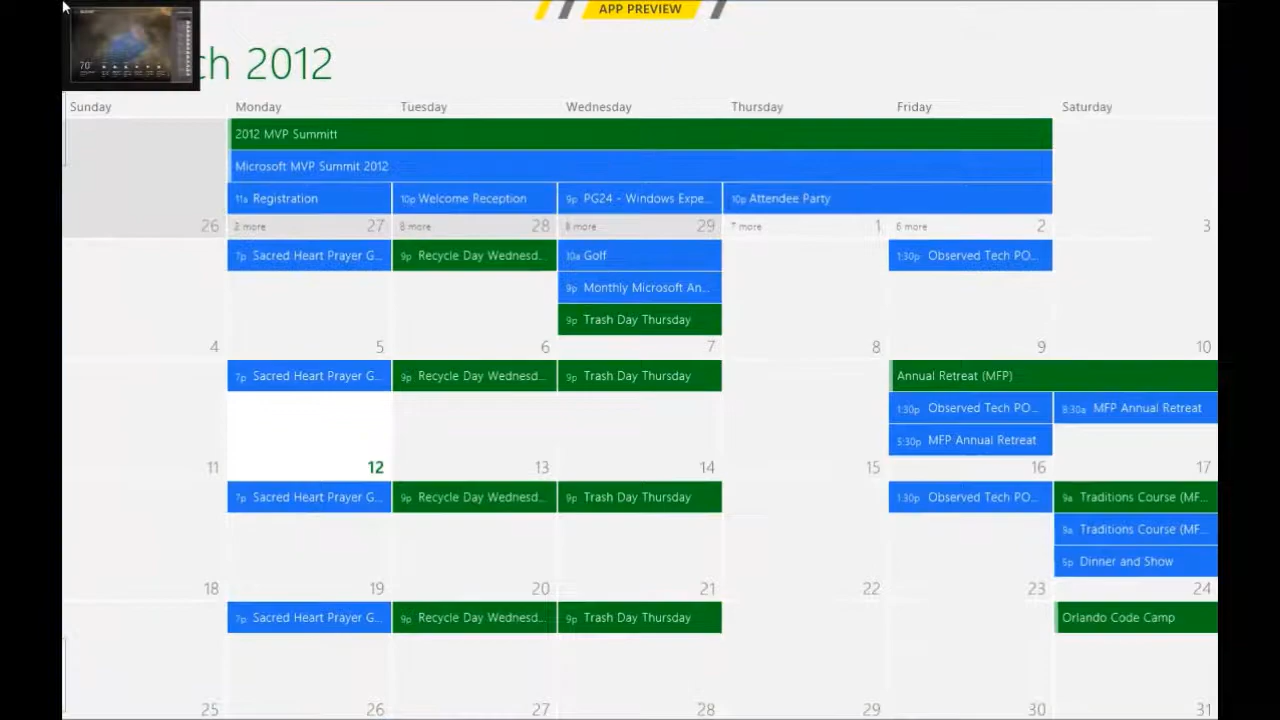 APP PREVIEW
70°
ch 2012
Sunday Monday Tuesday Wednesday Thursday Friday Saturday
2012 MVP Summitt
Microsoft MVP Summit 2012
11a Registration 10p Welcome Reception 9p PG24 - Windows Expe... 10p Attendee Party
26 2 more 27 8 more 28 8 more 29 7 more 1 6 more 2 3
7p Sacred Heart Prayer G... 9p Recycle Day Wednesd... 10a Golf 1:30p Observed Tech PO...
9p Monthly Microsoft An...
9p Trash Day Thursday
4 5 6 7 8 9 10
7p Sacred Heart Prayer G... 9p Recycle Day Wednesd... 9p Trash Day Thursday Annual Retreat (MFP)
1:30p Observed Tech PO... 8:30a MFP Annual Retreat
5:30p MFP Annual Retreat
11 12 13 14 15 16 17
7p Sacred Heart Prayer G... 9p Recycle Day Wednesd... 9p Trash Day Thursday 1:30p Observed Tech PO... 9a Traditions Course (MF...
9a Traditions Course (MF...
5p Dinner and Show
18 19 20 21 22 23 24
7p Sacred Heart Prayer G... 9p Recycle Day Wednesd... 9p Trash Day Thursday Orlando Code Camp
25 26 27 28 29 30 31